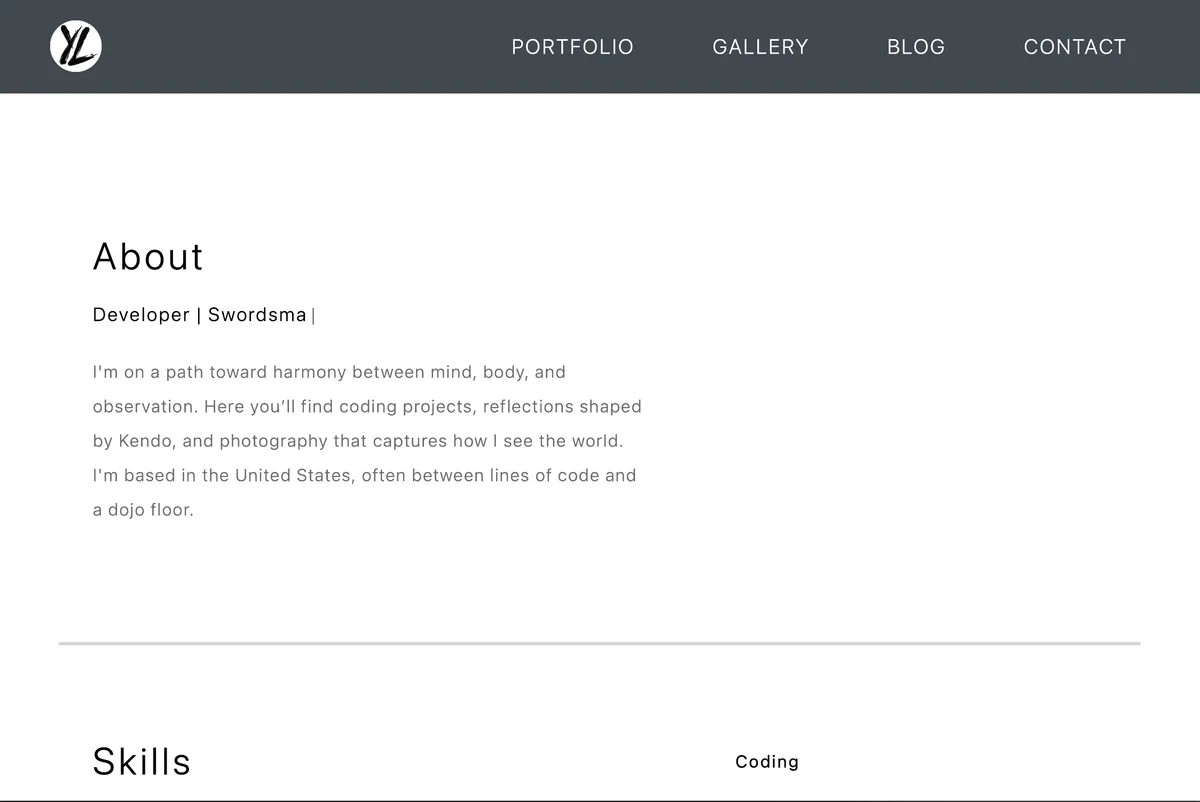 YL
PORTFOLIO GALLERY BLOG CONTACT
About
Developer | Swordsma|
I'm on a path toward harmony between mind, body, and
observation. Here you’ll find coding projects, reflections shaped
by Kendo, and photography that captures how I see the world.
I'm based in the United States, often between lines of code and
a dojo floor.
Skills
Coding